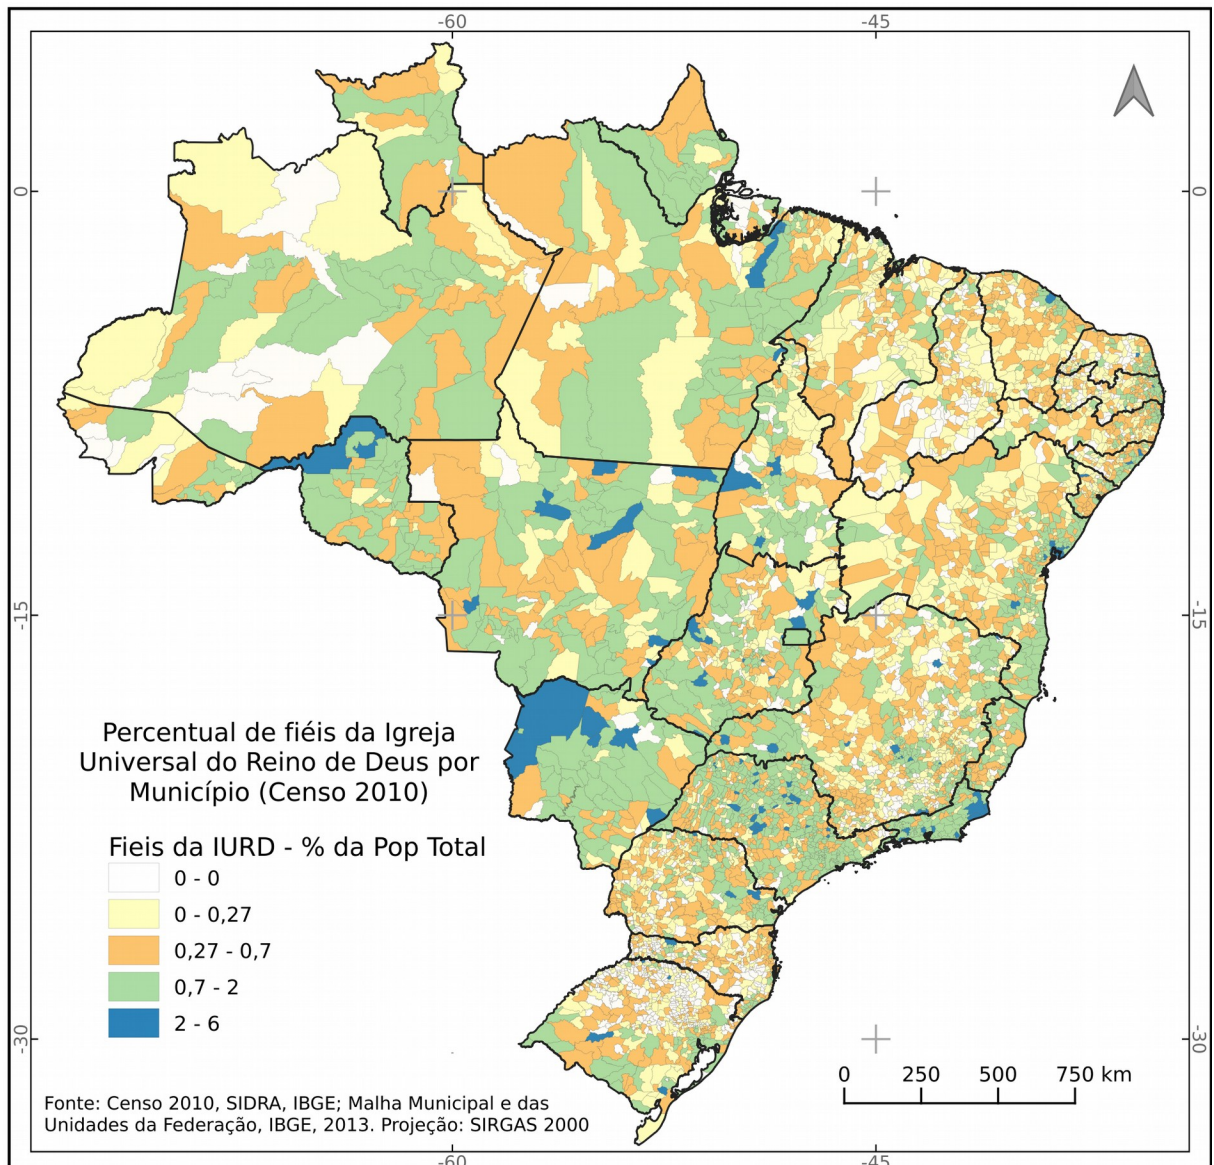 -60
-45
0
0
-15
-15
Percentual de fiéis da Igreja
Universal do Reino de Deus por
Município (Censo 2010)
Fieis da IURD - % da Pop Total
0 - 0
0 - 0,27
0,27 - 0,7
0,7 - 2
2 - 6
-30
-30
0
250
500
750 km
Fonte: Censo 2010, SIDRA, IBGE; Malha Municipal e das
Unidades da Federação, IBGE, 2013. Projeção: SIRGAS 2000
-60
-45